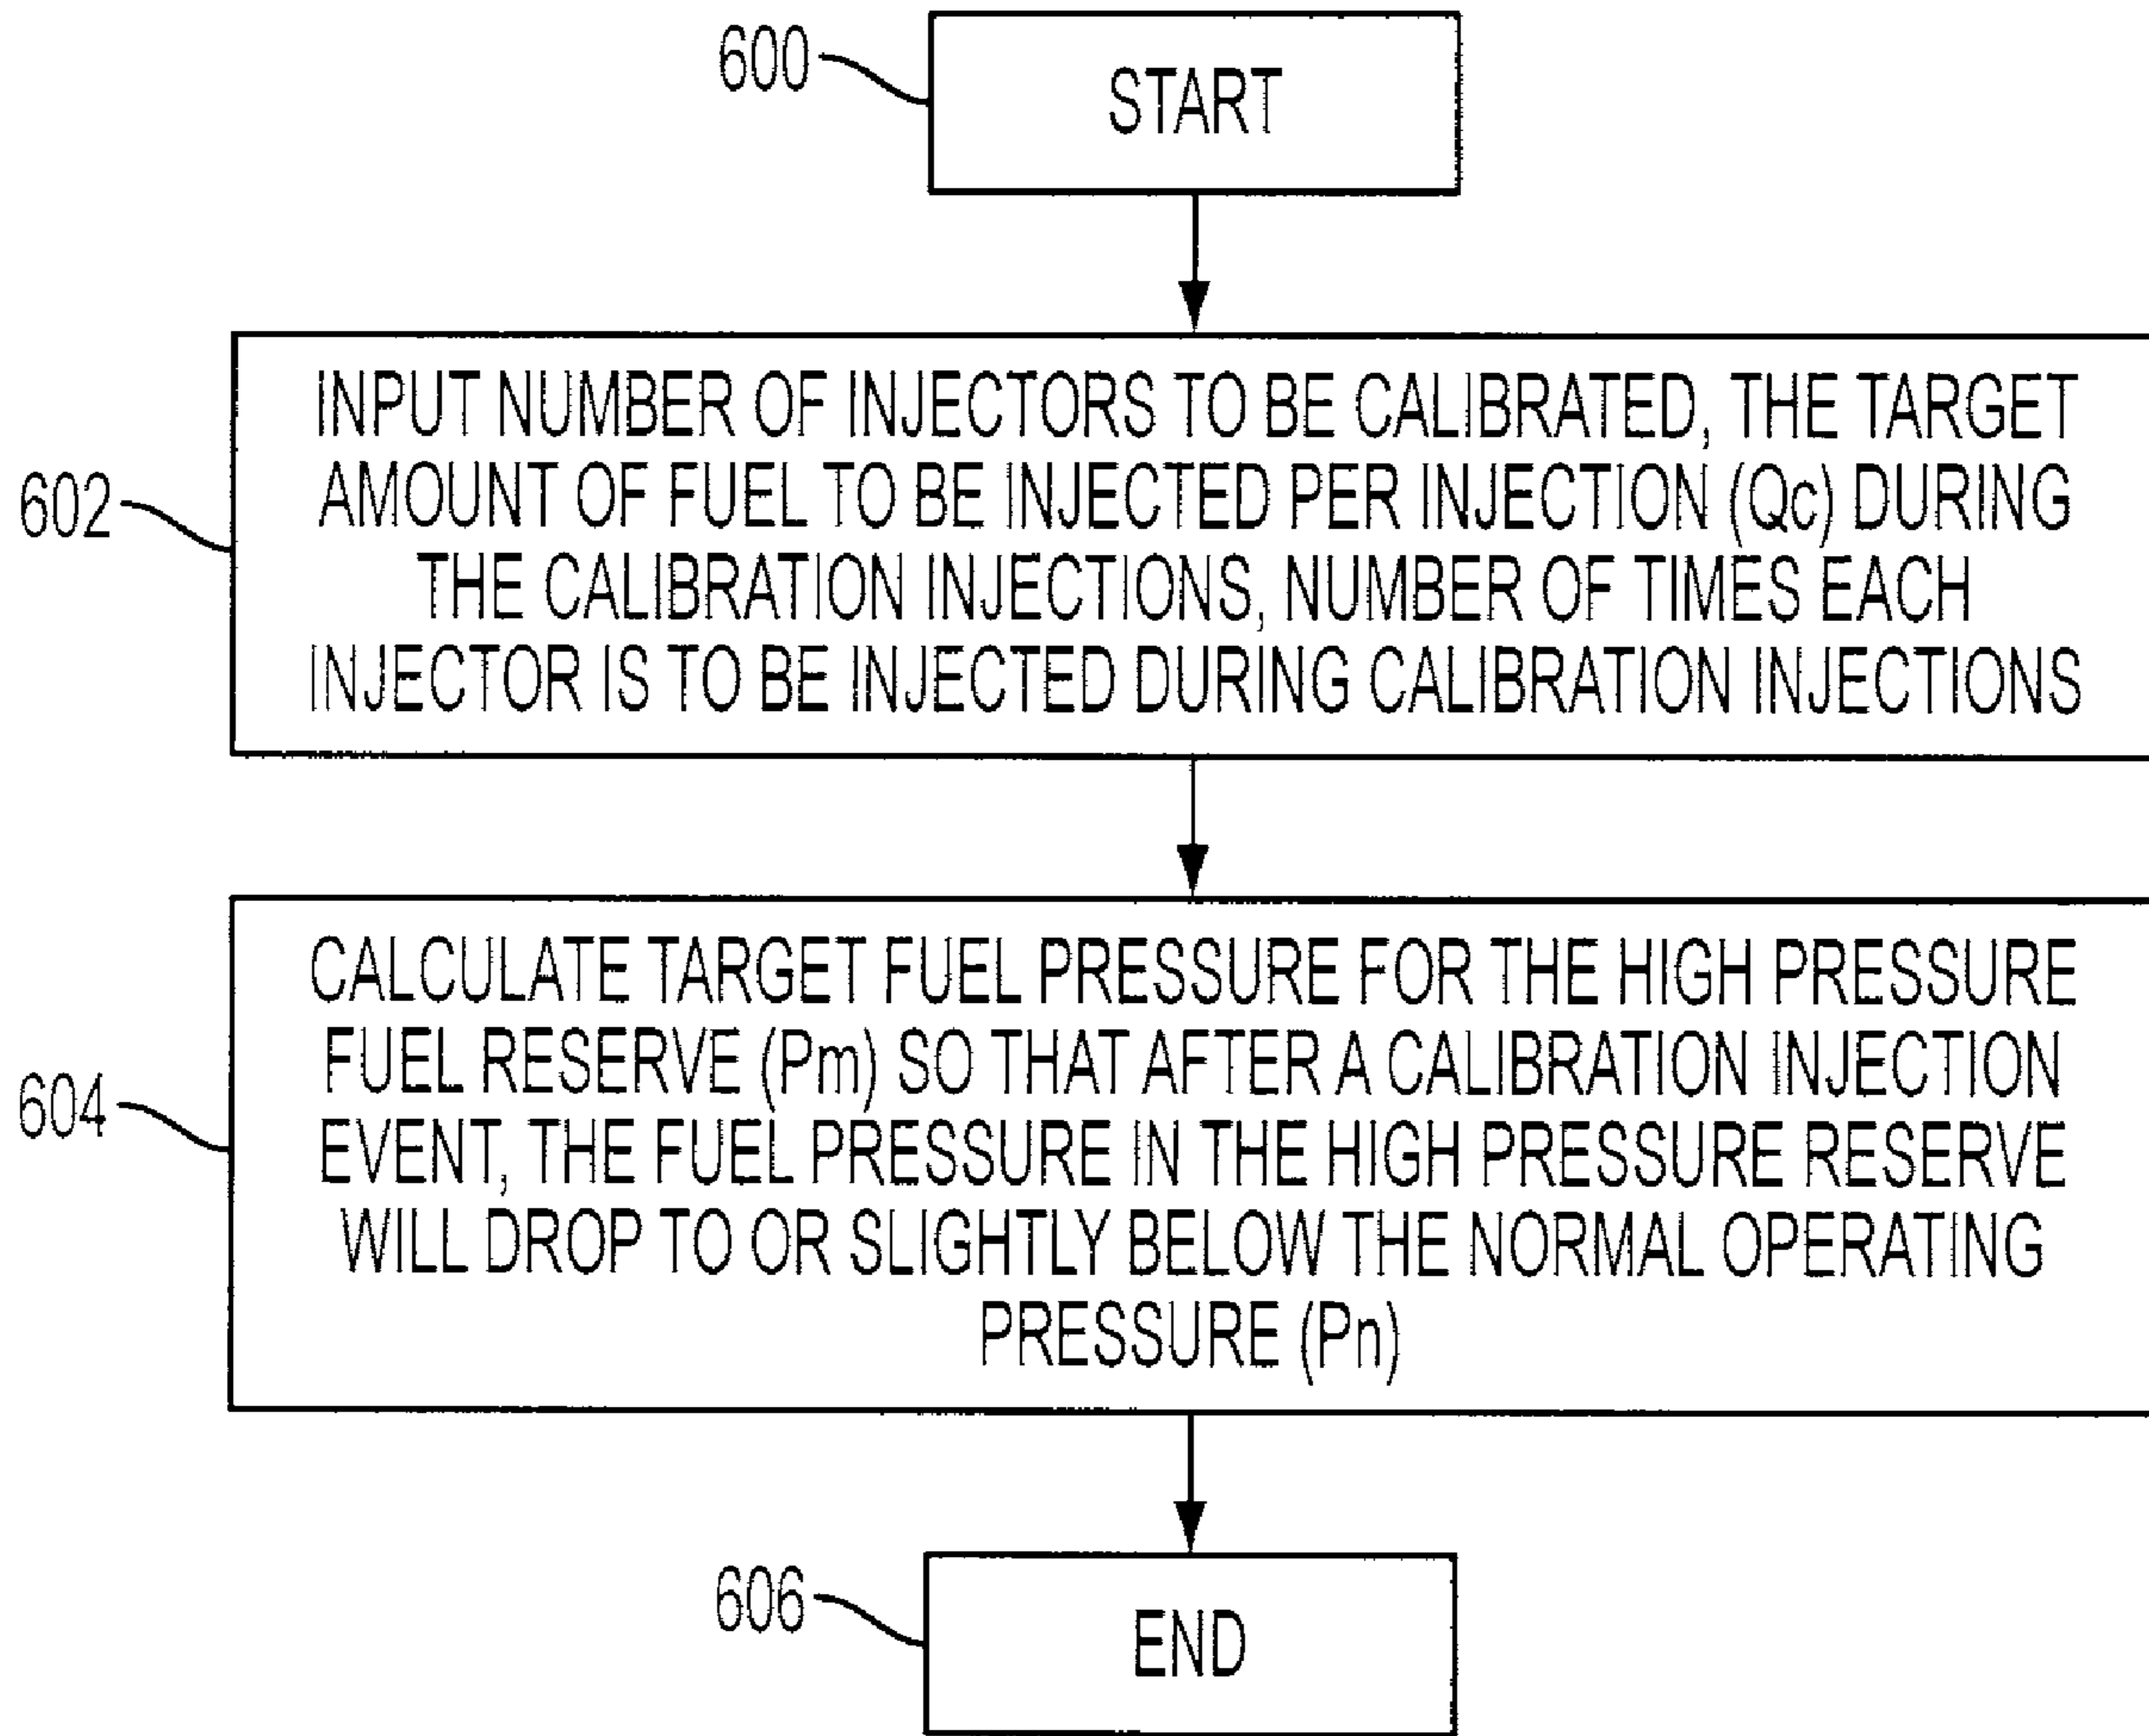 600
START
INPUT NUMBER OF INJECTORS TO BE CALIBRATED, THE TARGET
AMOUNT OF FUEL TO BE INJECTED PER INJECTION (Qc) DURING
THE CALIBRATION INJECTIONS, NUMBER OF TIMES EACH
INJECTOR IS TO BE INJECTED DURING CALIBRATION INJECTIONS
602
CALCULATE TARGET FUEL PRESSURE FOR THE HIGH PRESSURE
FUEL RESERVE (Pm) SO THAT AFTER A CALIBRATION INJECTION
EVENT, THE FUEL PRESSURE IN THE HIGH PRESSURE RESERVE
WILL DROP TO OR SLIGHTLY BELOW THE NORMAL OPERATING
PRESSURE (Pn)
604
606
END